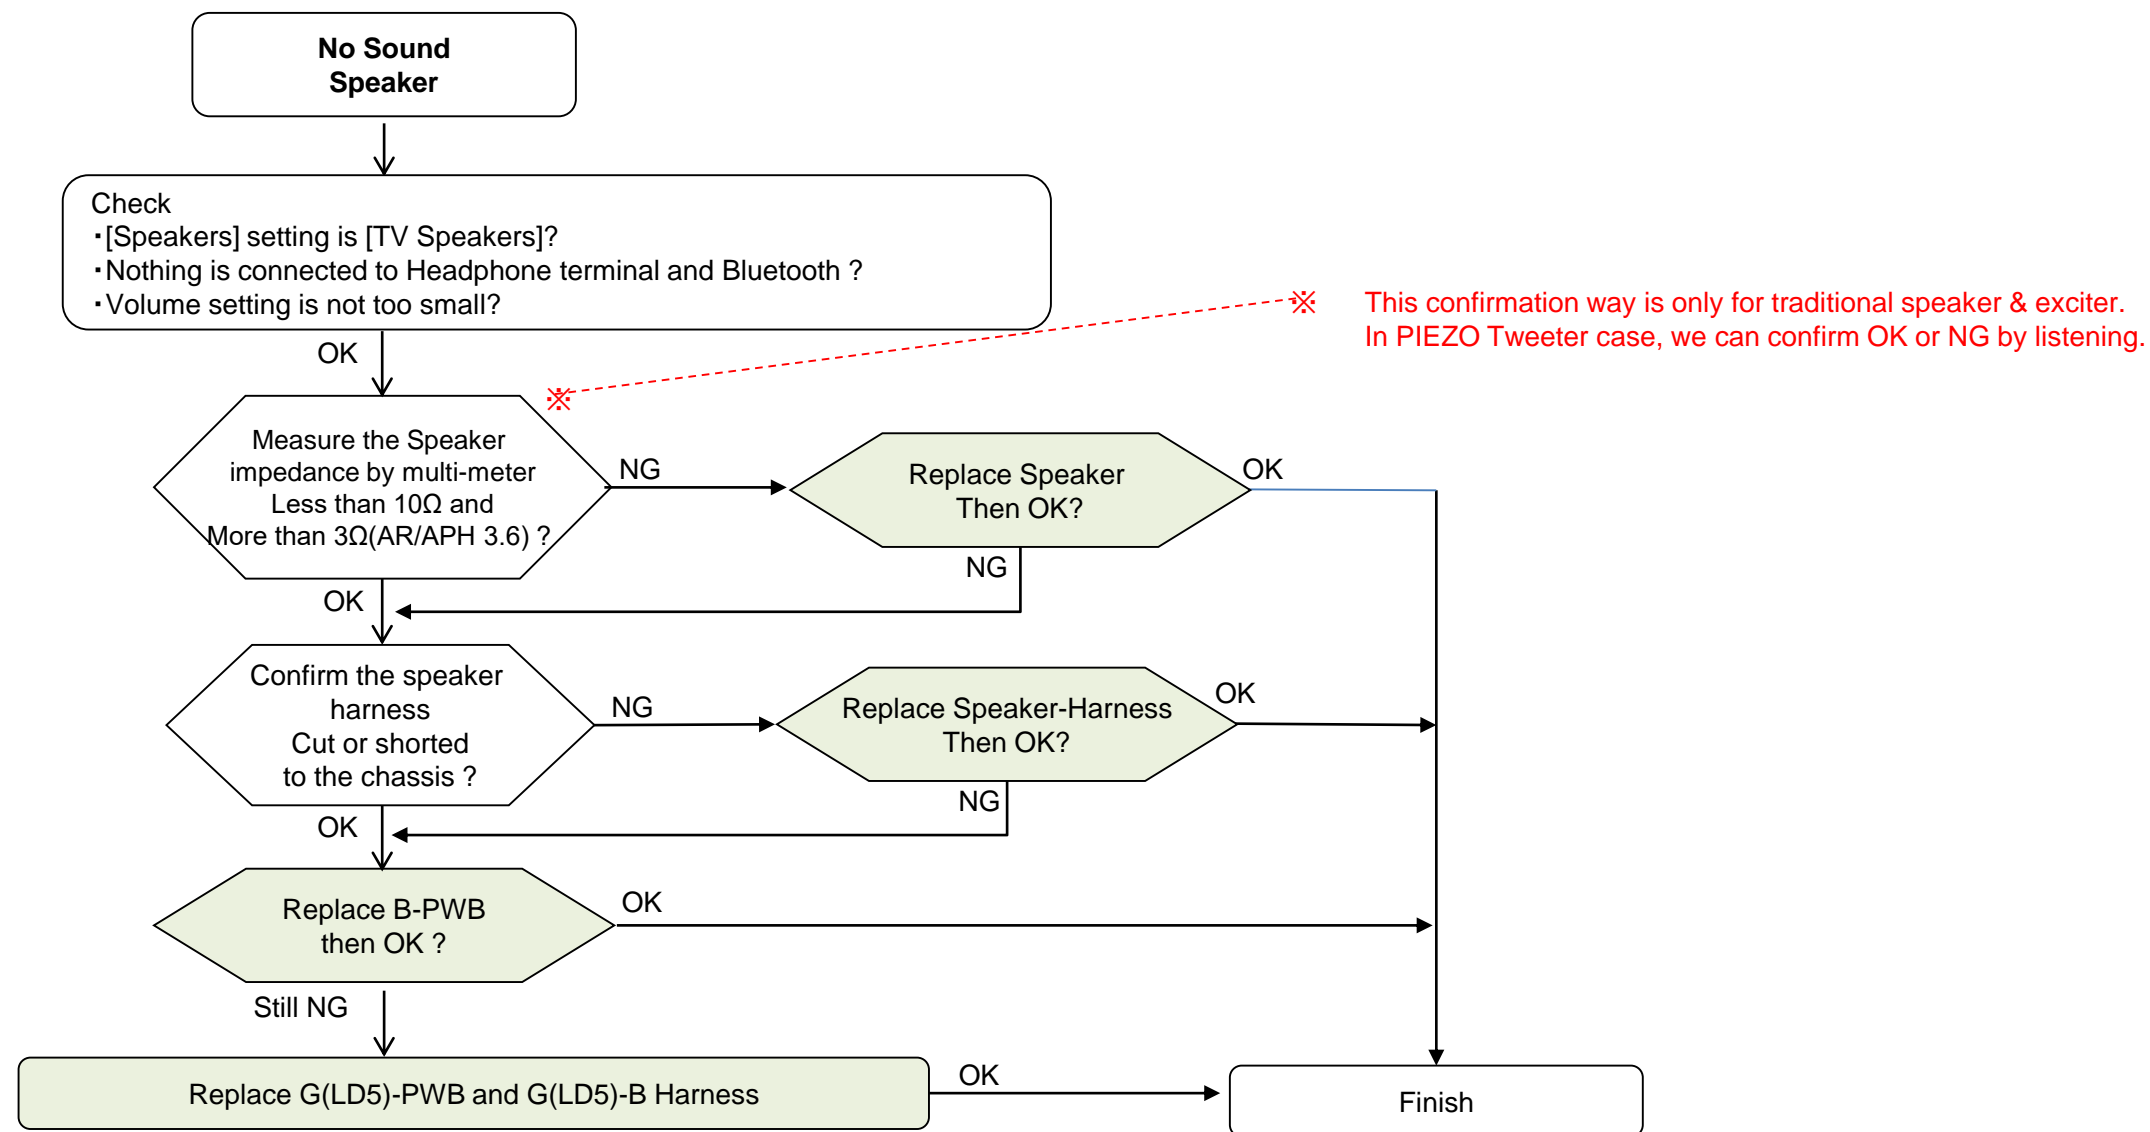 No Sound
Speaker
Check
・[Speakers] setting is [TV Speakers]?
・Nothing is connected to Headphone terminal and Bluetooth ?
・Volume setting is not too small?
※ This confirmation way is only for traditional speaker & exciter.
In PIEZO Tweeter case, we can confirm OK or NG by listening.
OK
※
Measure the Speaker
impedance by multi-meter
Less than 10Ω and
More than 3Ω(AR/APH 3.6) ?
NG
Replace Speaker
Then OK?
OK
NG
OK
Confirm the speaker
harness
Cut or shorted
to the chassis ?
NG
Replace Speaker-Harness
Then OK?
OK
NG
OK
Replace B-PWB
then OK ?
OK
Still NG
Replace G(LD5)-PWB and G(LD5)-B Harness
OK
Finish